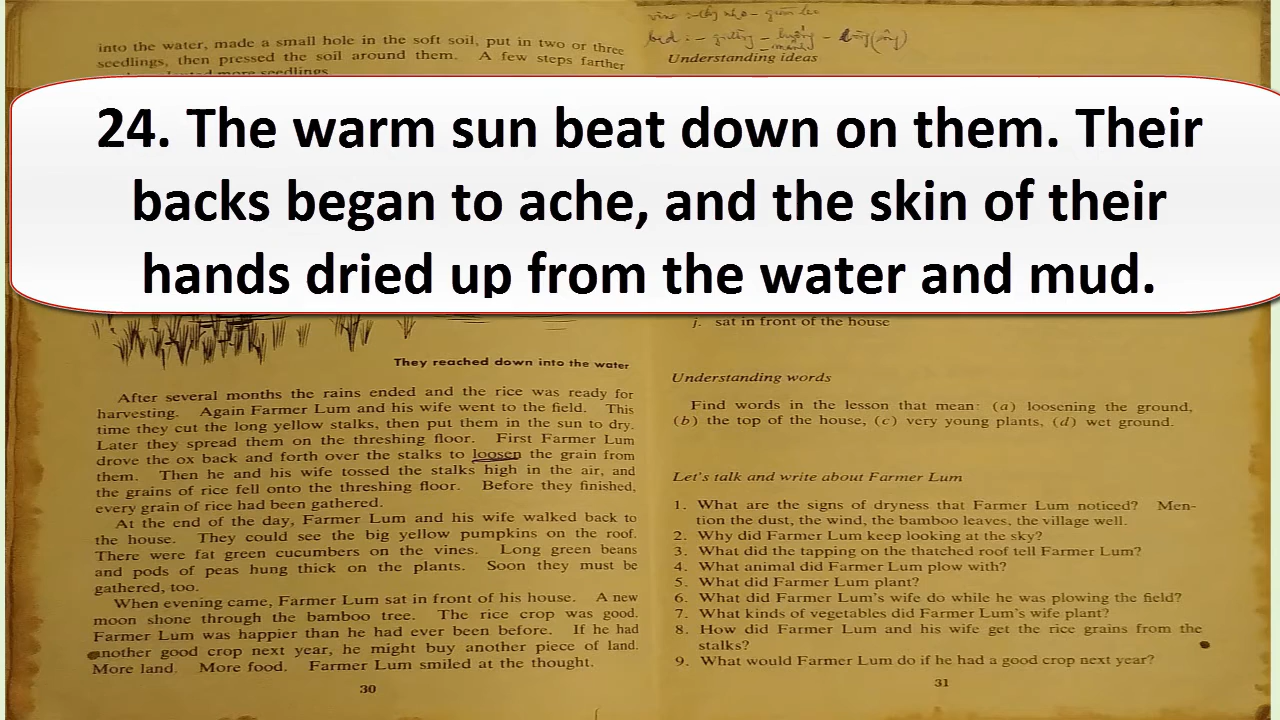 into the water, made a small hole in the soft soil, put in two or three
seedlings, then pressed the soil around them. A few steps farther
more seedlings.
24. The warm sun beat down on them. Their
backs began to ache, and the skin of their
hands dried up from the water and mud.
They reached down into the water
After several months the rains ended and the rice was ready for
harvesting. Again Farmer Lum and his wife went to the field. This
time they cut the long yellow stalks, then put them in the sun to dry.
Later they spread them on the threshing floor. First Farmer Lum
drove the ox back and forth over the stalks to loosen the grain from
them. Then he and his wife tossed the stalks high in the air, and
the grains of rice fell onto the threshing floor. Before they finished,
every grain of rice had been gathered.
At the end of the day, Farmer Lum and his wife walked back to
the house. They could see the big yellow pumpkins on the roof.
There were fat green cucumbers on the vines. Long green beans
and pods of peas hung thick on the plants. Soon they must be
gathered, too.
When evening came, Farmer Lum sat in front of his house. A new
moon shone through the bamboo tree. The rice crop was good.
Farmer Lum was happier than he had ever been before. If he had
another good crop next year, he might buy another piece of land.
More land. More food. Farmer Lum smiled at the thought.
30
bed :
Understanding ideas
j. sat in front of the house
Understanding words
Find words in the lesson that mean: (a) loosening the ground,
(b) the top of the house, (c) very young plants, (d) wet ground.
Let's talk and write about Farmer Lum
1. What are the signs of dryness that Farmer Lum noticed? Men-
tion the dust, the wind, the bamboo leaves, the village well.
2. Why did Farmer Lum keep looking at the sky?
3. What did the tapping on the thatched roof tell Farmer Lum?
4. What animal did Farmer Lum plow with?
5. What did Farmer Lum plant?
6. What did Farmer Lum's wife do while he was plowing the field?
7. What kinds of vegetables did Farmer Lum's wife plant?
8. How did Farmer Lum and his wife get the rice grains from the
stalks?
9. What would Farmer Lum do if he had a good crop next year?
31